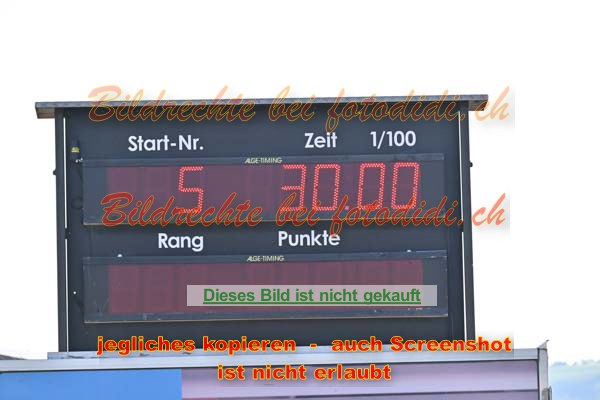 Bildrechte bei fotodidi.ch
Start-Nr. Zeit 1/100
ALGE-TIMING
5 30.00
Bildrechte bei fotodidi.ch
Rang Punkte
ALGE-TIMING
Dieses Bild ist nicht gekauft
jegliches kopieren - auch Screenshot
ist nicht erlaubt